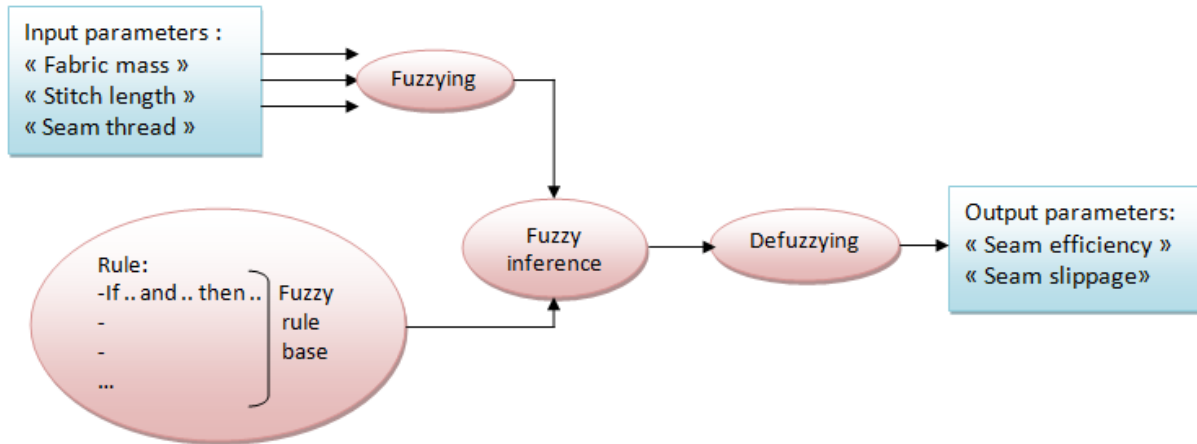 Input parameters :
« Fabric mass »
« Stitch length »
« Seam thread »
Fuzzying
Fuzzy
inference
Defuzzying
Output parameters:
« Seam efficiency »
« Seam slippage»
Rule:
-If .. and .. then ..
-
-
...
Fuzzy
rule
base